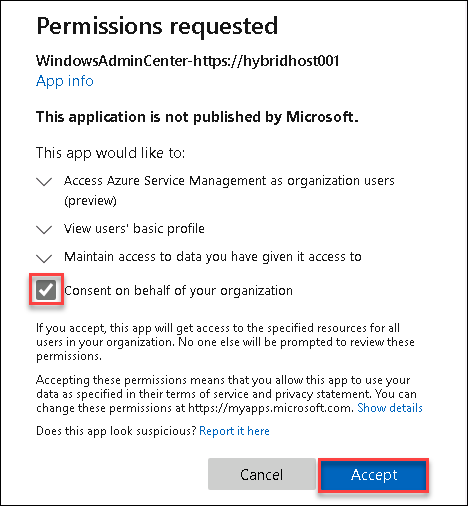 Permissions requested
WindowsAdminCenter-https://hybridhost001
App info
This application is not published by Microsoft.
This app would like to:
Access Azure Service Management as organization users
(preview)
View users' basic profile
Maintain access to data you have given it access to
Consent on behalf of your organization
If you accept, this app will get access to the specified resources for all
users in your organization. No one else will be prompted to review these
permissions.
Accepting these permissions means that you allow this app to use your
data as specified in their terms of service and privacy statement. You can
change these permissions at https://myapps.microsoft.com. Show details
Does this app look suspicious? Report it here
Cancel Accept